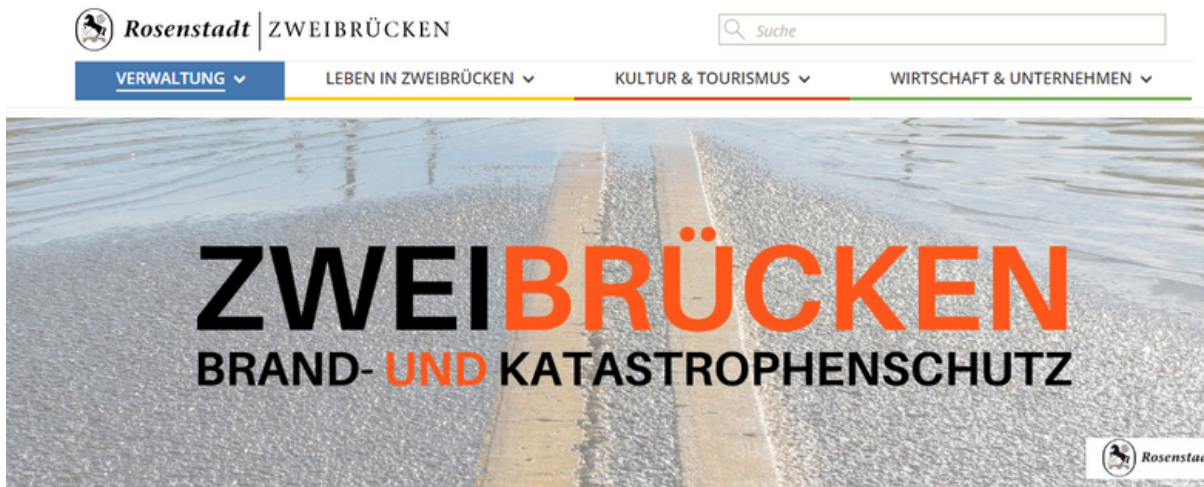 Rosenstadt ZWEIBRÜCKEN
Suche
VERWALTUNG LEBEN IN ZWEIBRÜCKEN KULTUR & TOURISMUS WIRTSCHAFT & UNTERNEHMEN
ZWEIBRÜCKEN
BRAND- UND KATASTROPHENSCHUTZ
Rosenstad